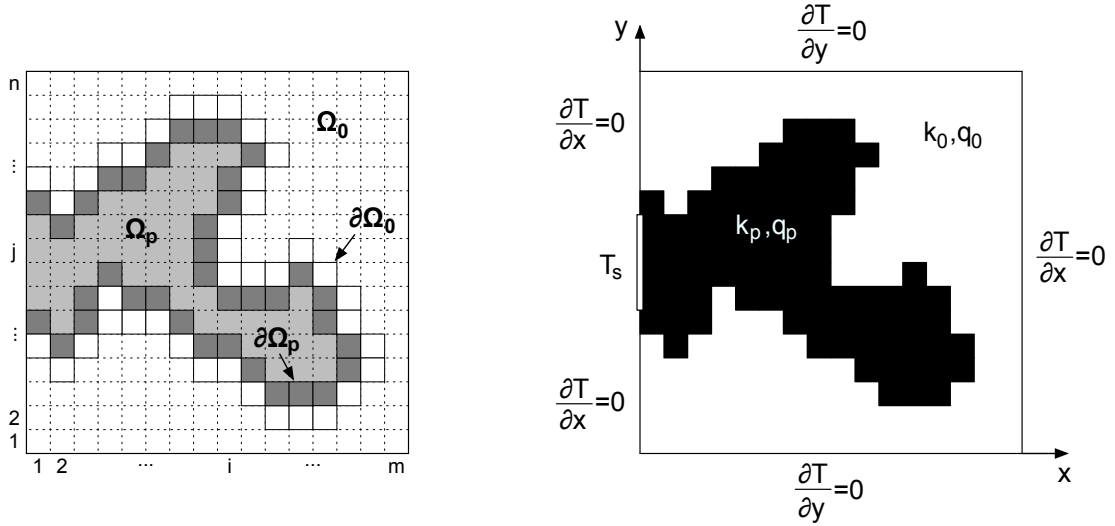 n
⋮
j
⋮
2
1
1 2 ... i ... m
Ω₀
Ωₚ
∂Ω₀
∂Ωₚ
y
∂T/∂y=0
∂T/∂x=0
k₀,q₀
kₚ,qₚ
Tₛ
∂T/∂x=0
∂T/∂x=0
x
∂T/∂y=0